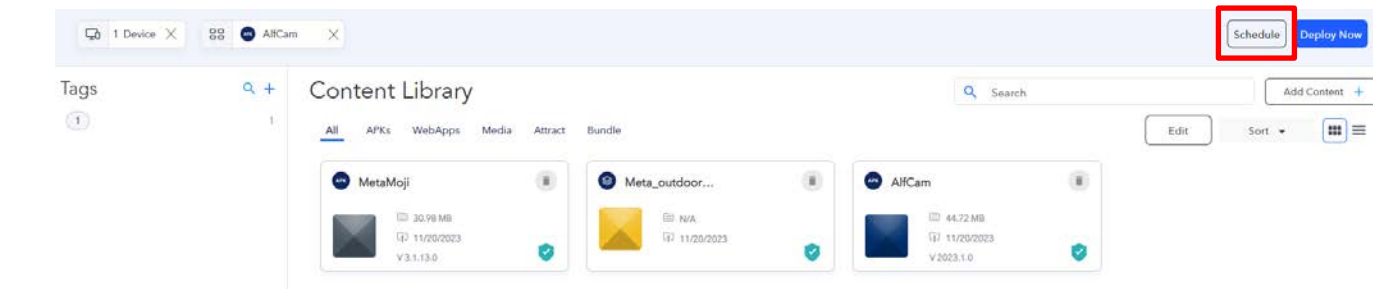 1 Device AlfCam Schedule Deploy Now
Tags Content Library Search Add Content +
1 1
All APKs WebApps Media Attract Bundle Edit Sort
MetaMoji Meta_outdoor... AlfCam
30.98 MB N/A 44.72 MB
11/20/2023 11/20/2023 11/20/2023
V 3.1.13.0 V 2023.1.0